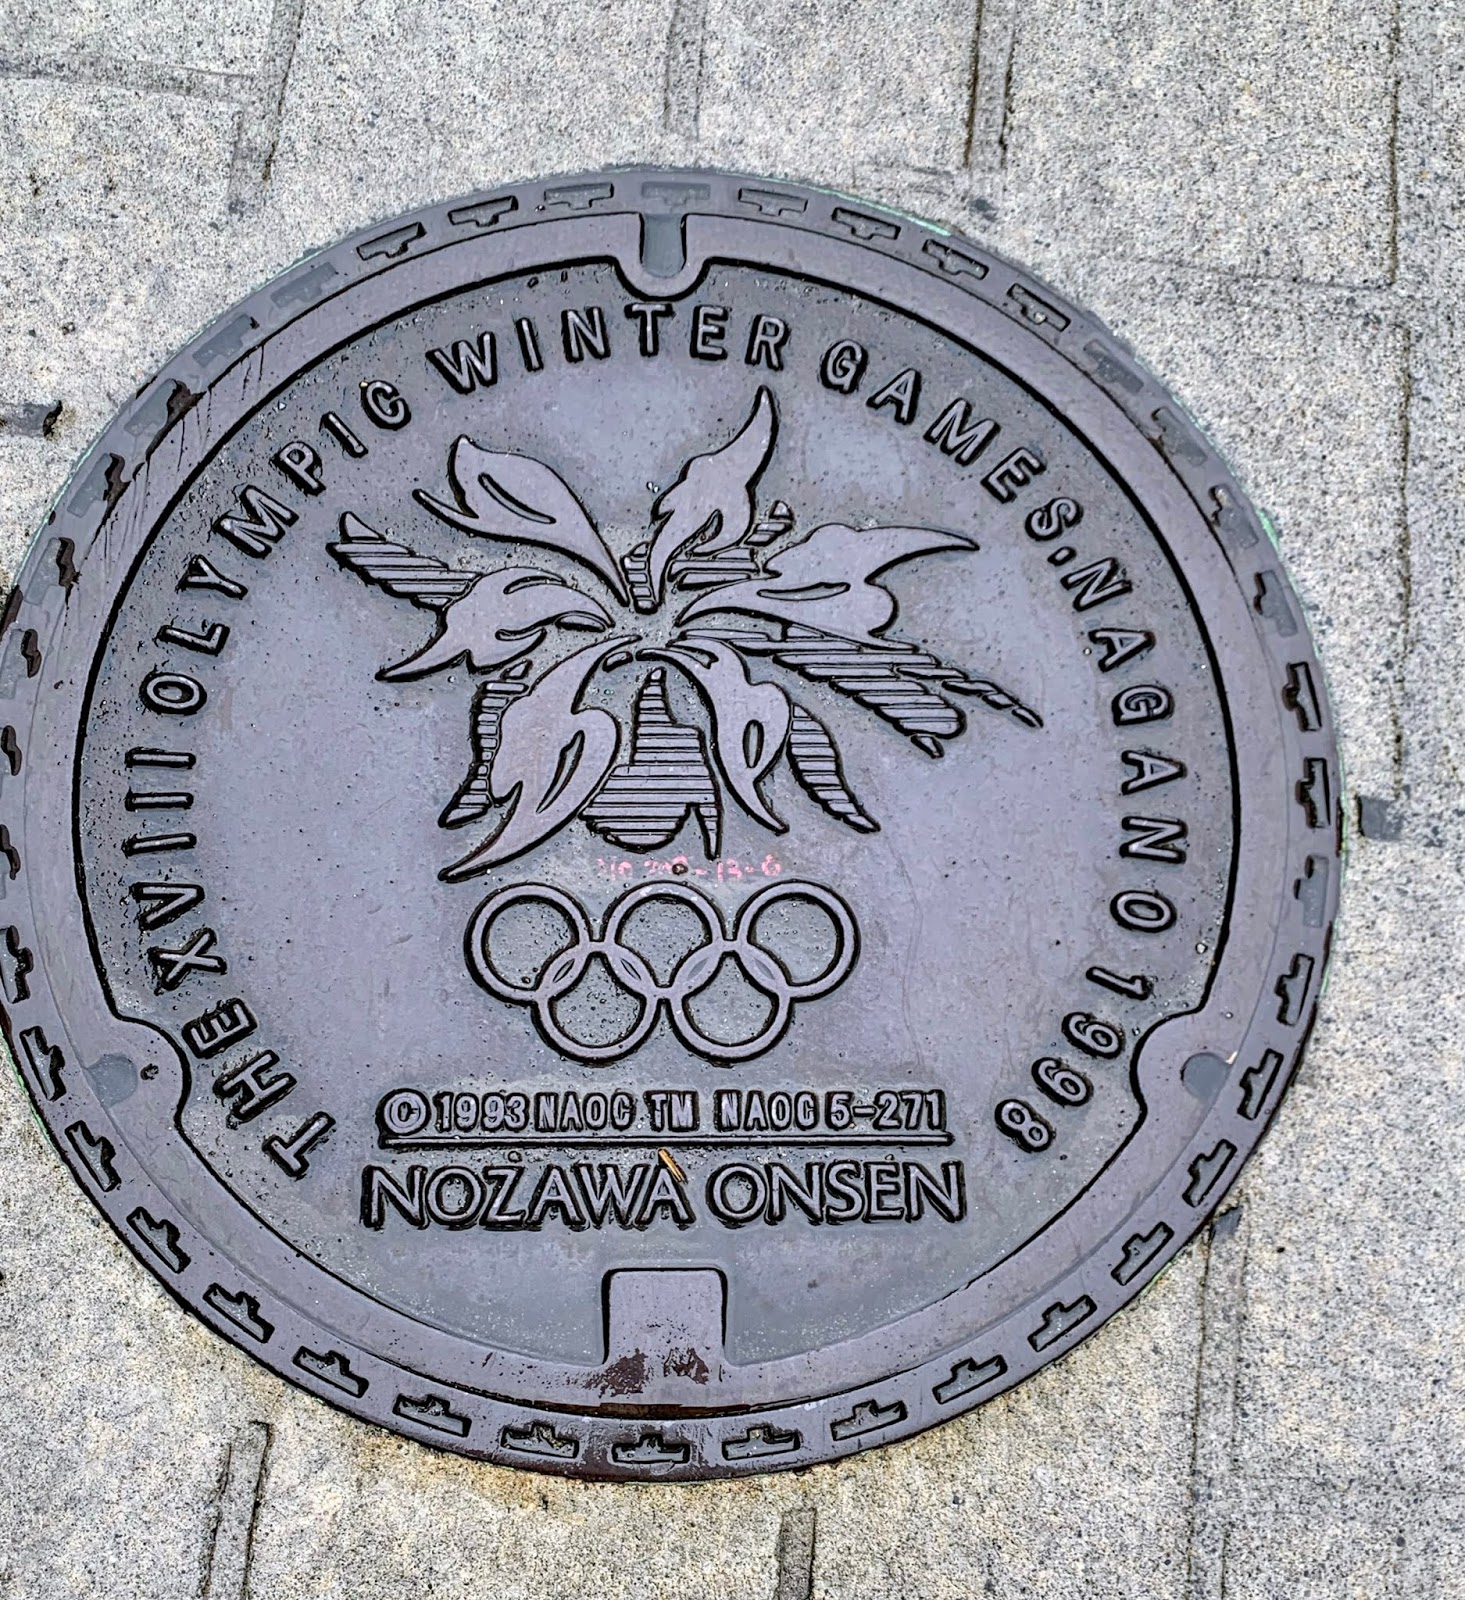 THE XVIII OLYMPIC WINTER GAMES, NAGANO 1998
© 1993 NAOC TM NAOC 5-271
NOZAWA ONSEN